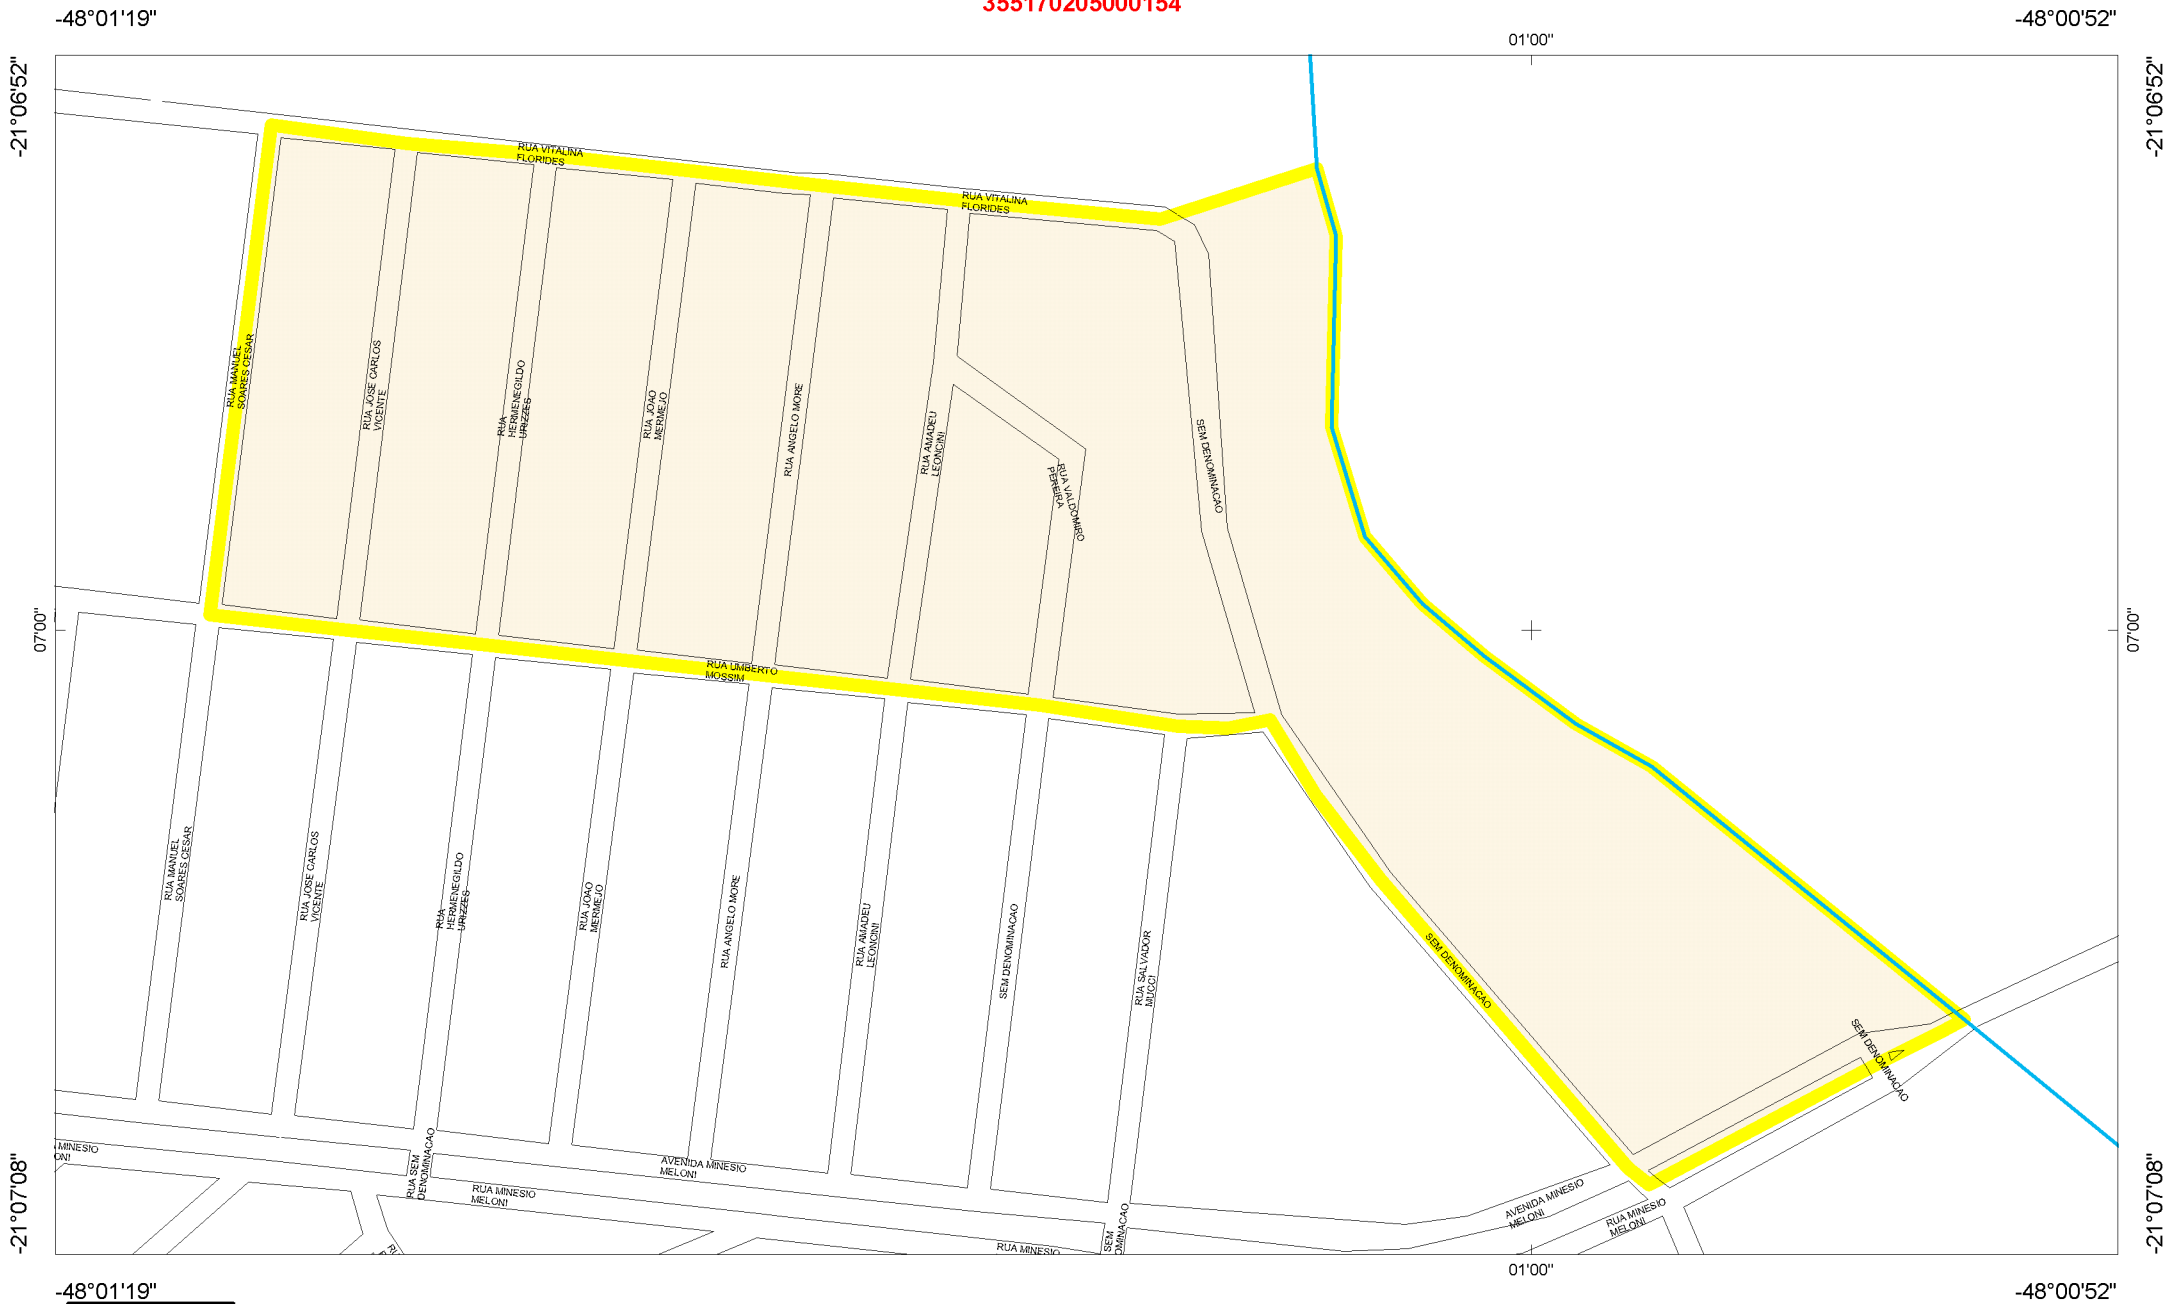 355170205000154
-48°01'19"
-48°00'52"
01'00"
-21°06'52"
-21°06'52"
RUA VITALINA
FLORIDES
RUA VITALINA
FLORIDES
RUA MANUEL
SOARES CESAR
RUA JOSE CARLOS
VICENTE
RUA
HERMENEGILDO
URIZZES
RUA JOAO
MERMEJO
RUA ANGELO MORE
RUA AMADEU
LEONCINI
RUA VALDOMIRO
PEREIRA
SEM DENOMINACAO
07'00"
07'00"
RUA UMBERTO
MOSSIM
RUA MANUEL
SOARES CESAR
RUA JOSE CARLOS
VICENTE
RUA
HERMENEGILDO
URIZZES
RUA JOAO
MERMEJO
RUA ANGELO MORE
RUA AMADEU
LEONCINI
SEM DENOMINACAO
RUA SALVADOR
MUCCI
SEM DENOMINACAO
SEM DENOMINACAO
MINESIO
ONI
RUA SEM
DENOMINACAO
AVENIDA MINESIO
MELONI
RUA MINESIO
MELONI
RUA MINESIO
SEM
OMINACAO
AVENIDA MINESIO
MELONI
RUA MINESIO
MELONI
-21°07'08"
-21°07'08"
01'00"
-48°01'19"
-48°00'52"